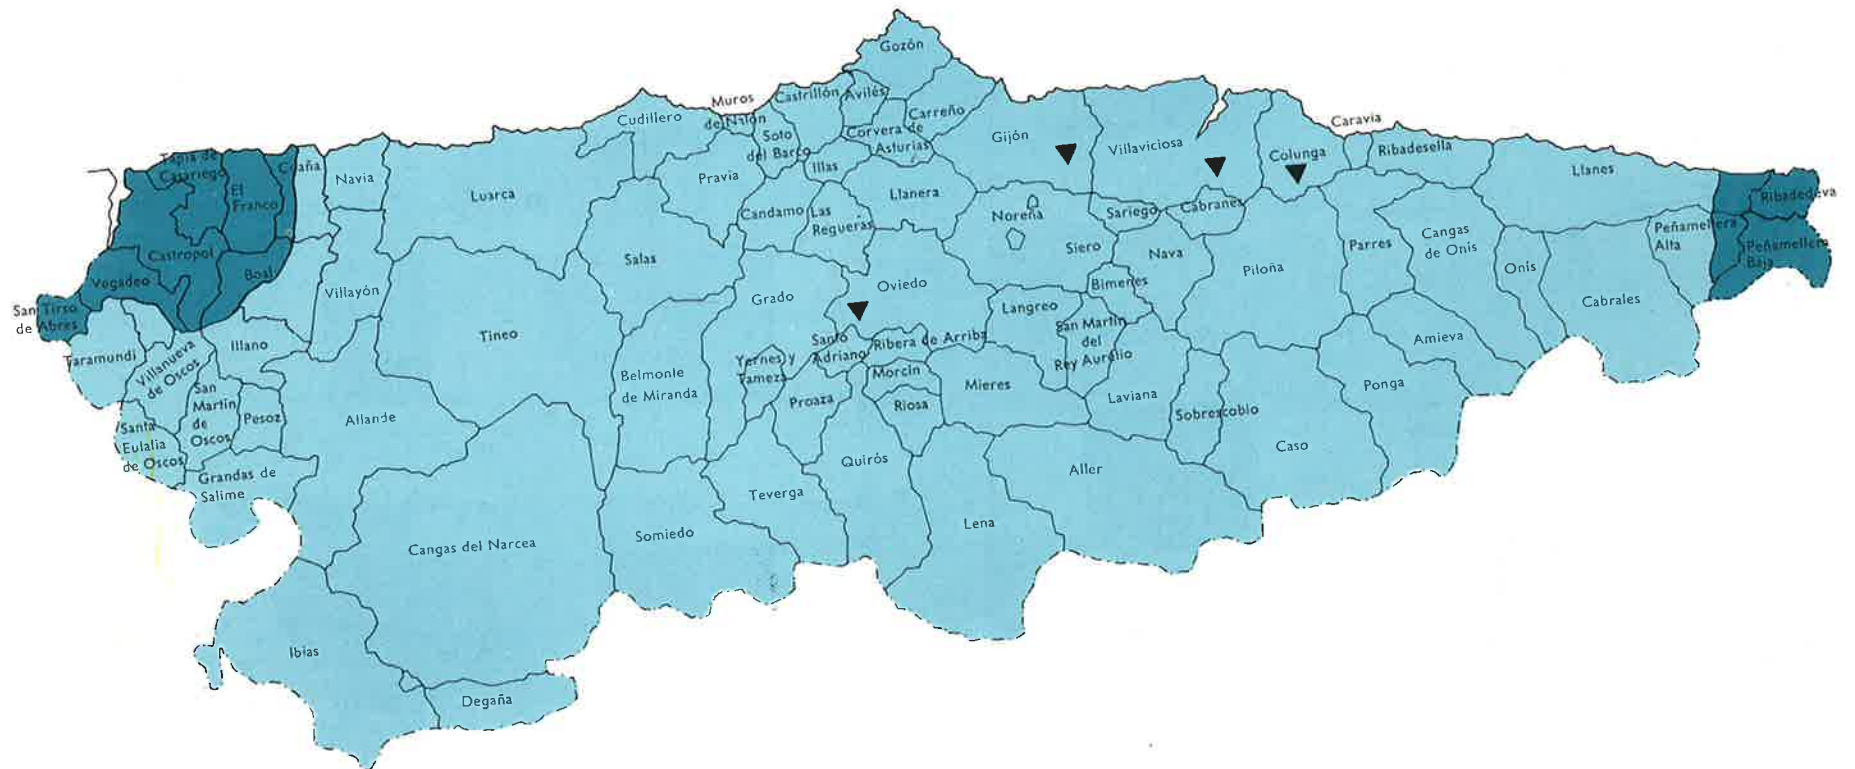 Gozón
Muros
de Nalón
Castrillón
Avilés
Cudillero
Soto
del Barco
Corvera de
Asturias
Carreño
Gijón
Villaviciosa
Caravia
Colunga
Ribadesella
Llanes
Ribadedeva
Tapia de
Casariego
El
Franco
Coaña
Navia
Luarca
Pravia
Illas
Llanera
Candamo
Las
Regueras
Noreña
Siero
Sariego
Cabranes
Nava
Piloña
Parres
Cangas
de Onís
Onís
Peñamellera
Alta
Peñamellera
Baja
Cabrales
Castropol
Boal
Vegadeo
San Tirso
de Abres
Villayón
Salas
Grado
Oviedo
Bimenes
Langreo
San Martín
del
Rey Aurelio
Amieva
Taramundi
Villanueva
de Oscos
Illano
Tineo
Santo
Adriano
Ribera de Arriba
Yernes y
Tameza
Morcín
Mieres
Belmonte
de Miranda
Proaza
Riosa
Laviana
Sobrescobio
Ponga
San
Martín
de
Oscos
Pesoz
Allande
Santa
Eulalia
de Oscos
Grandas de
Salime
Caso
Quirós
Aller
Teverga
Lena
Somiedo
Cangas del Narcea
Ibias
Degaña